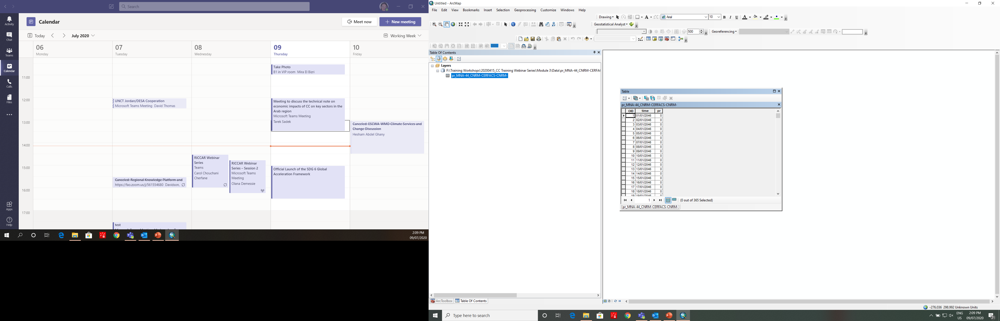 Search
Activity
Chat
Teams
Calendar
Calls
Files
Apps
Help
Calendar
Meet now
New meeting
Today
July 2020
Working Week
06
Monday
07
Tuesday
08
Wednesday
09
Thursday
10
Friday
11:00
12:00
13:00
14:00
15:00
16:00
17:00
UNCT Jordan/DESA Cooperation
Microsoft Teams Meeting David Thomas
Canceled: Regional Knowledge Platform and
https://fao.zoom.us/j/561554680 Davidson,
test
RICCAR Webinar
Series
Teams
Carol Chouchani
Cherfane
RICCAR Webinar
Series – Session 2
Microsoft Teams
Meeting
Olana Demessie
Take Photo
B1 in VIP room Mira El Bizri
Meeting to discuss the technical note on
economic impacts of CC on key sectors in the
Arab region
Microsoft Teams Meeting
Tarek Sadek
Official Launch of the SDG 6 Global
Acceleration Framework
Canceled: ESCWA-WMO Climate Services and
Change Discussion
Hesham Abdel Ghany
2:09 PM
09/07/2020
Untitled - ArcMap
File Edit View Bookmarks Insert Selection Geoprocessing Customize Windows Help
Drawing
Arial
10
B I U A
Geostatistical Analyst
500
Georeferencing
Table Of Contents
Layers
F:\Training Workshops\20200415_CC Training Webinar Series\Module 3\Data\pr_MNA-44_CNRM-CERFA
pr_MNA-44_CNRM-CERFACS-CNRM-
Table
pr_MNA-44_CNRM-CERFACS-CNRM-
OID time pr
1 01/01/2046 0
2 02/01/2046 0
3 03/01/2046 0
4 04/01/2046 0
5 05/01/2046 0
6 06/01/2046 0
7 07/01/2046 0
8 08/01/2046 0
9 09/01/2046 0
10 10/01/2046 0
11 11/01/2046 0
12 12/01/2046 0
13 13/01/2046 0
14 14/01/2046 0
15 15/01/2046 0
16 16/01/2046 0
17 17/01/2046 0
18 18/01/2046 0
19 19/01/2046 0
1
(0 out of 365 Selected)
pr_MNA-44_CNRM-CERFACS-CNRM-
ArcToolbox
Table Of Contents
-276.036 298.992 Unknown Units
Type here to search
ENG
US
2:09 PM
09/07/2020
21